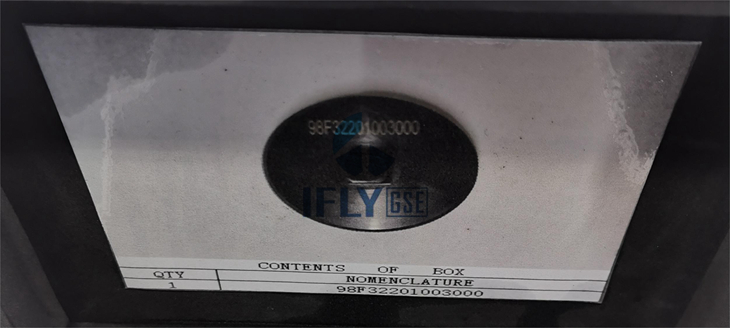 98F32201003000
IFLY GSE
CONTENTS OF BOX
QTY NOMENCLATURE
1 98F32201003000